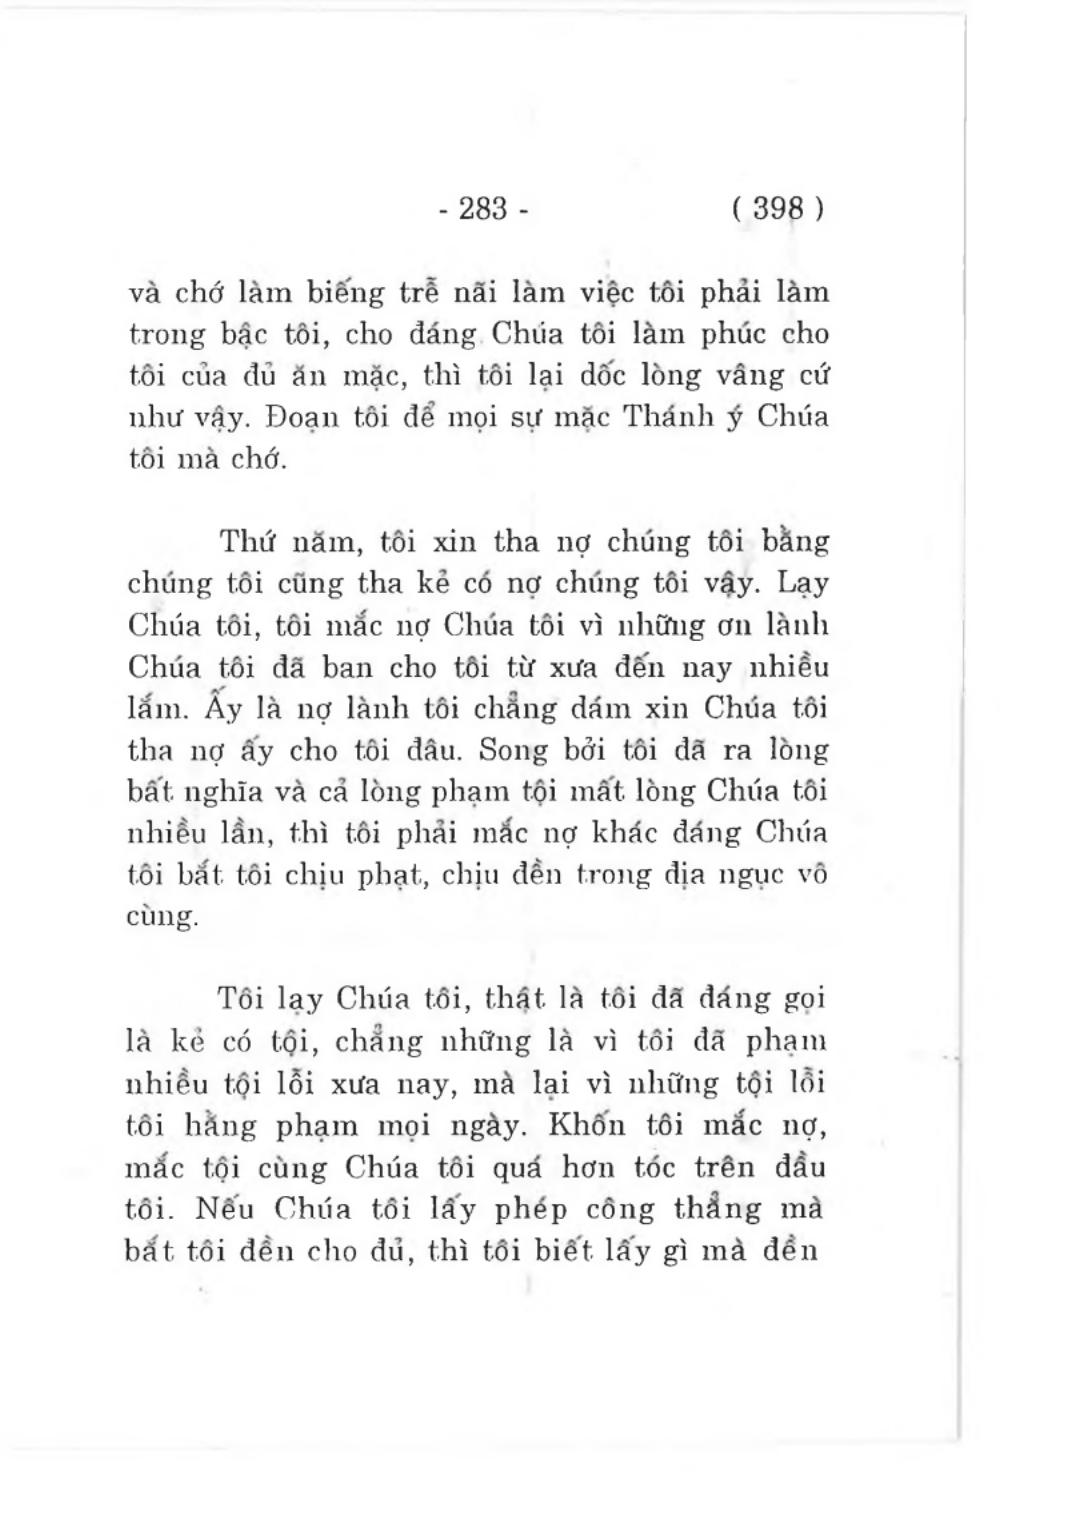 - 283 - ( 398 )
và chớ làm biếng trễ nãi làm việc tôi phải làm
trong bậc tôi, cho đáng Chúa tôi làm phúc cho
tôi của đủ ăn mặc, thì tôi lại dốc lòng vâng cứ
như vậy. Đoạn tôi để mọi sự mặc Thánh ý Chúa
tôi mà chớ.
Thứ năm, tôi xin tha nợ chúng tôi bằng
chúng tôi cũng tha kẻ có nợ chúng tôi vậy. Lạy
Chúa tôi, tôi mắc nợ Chúa tôi vì những ơn lành
Chúa tôi đã ban cho tôi từ xưa đến nay nhiều
lắm. Ấy là nợ lành tôi chẳng dám xin Chúa tôi
tha nợ ấy cho tôi đâu. Song bởi tôi đã ra lòng
bất nghĩa và cả lòng phạm tội mất lòng Chúa tôi
nhiều lần, thì tôi phải mắc nợ khác đáng Chúa
tôi bắt tôi chịu phạt, chịu đền trong địa ngục vô
cùng.
Tôi lạy Chúa tôi, thật là tôi đã đáng gọi
là kẻ có tội, chẳng những là vì tôi đã phạm
nhiều tội lỗi xưa nay, mà lại vì những tội lỗi
tôi hằng phạm mọi ngày. Khốn tôi mắc nợ,
mắc tội cùng Chúa tôi quá hơn tóc trên đầu
tôi. Nếu Chúa tôi lấy phép công thẳng mà
bắt tôi đền cho đủ, thì tôi biết lấy gì mà đền